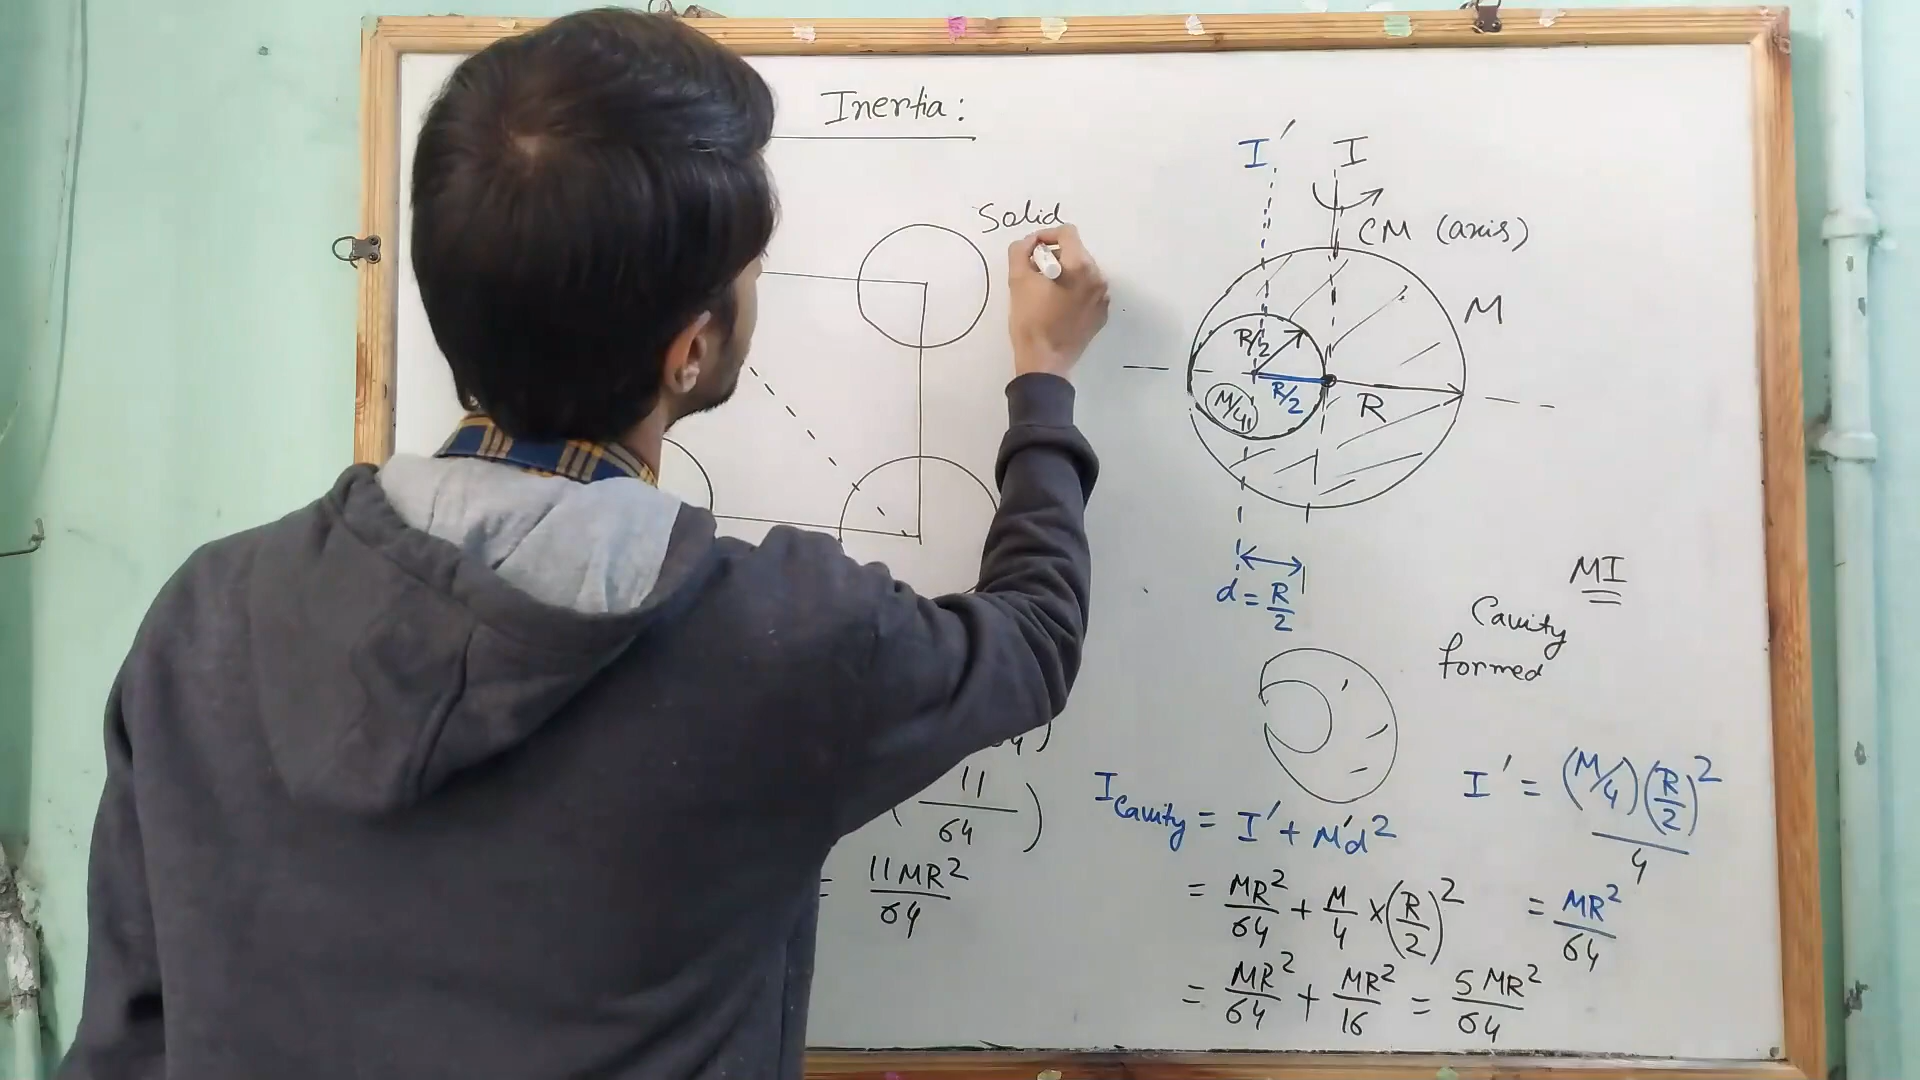 Inertia:
Solid
I' I
CM (axis)
M
R/2
R/2
M/4
R
d = R/2
MI
Cavity
formed
11/64)
= 11MR²/64
I' = (M/4)(R/2)²/4
= MR²/64
I Cavity = I' + M'd²
= MR²/64 + M/4 × (R/2)²
= MR²/64 + MR²/16 = 5MR²/64